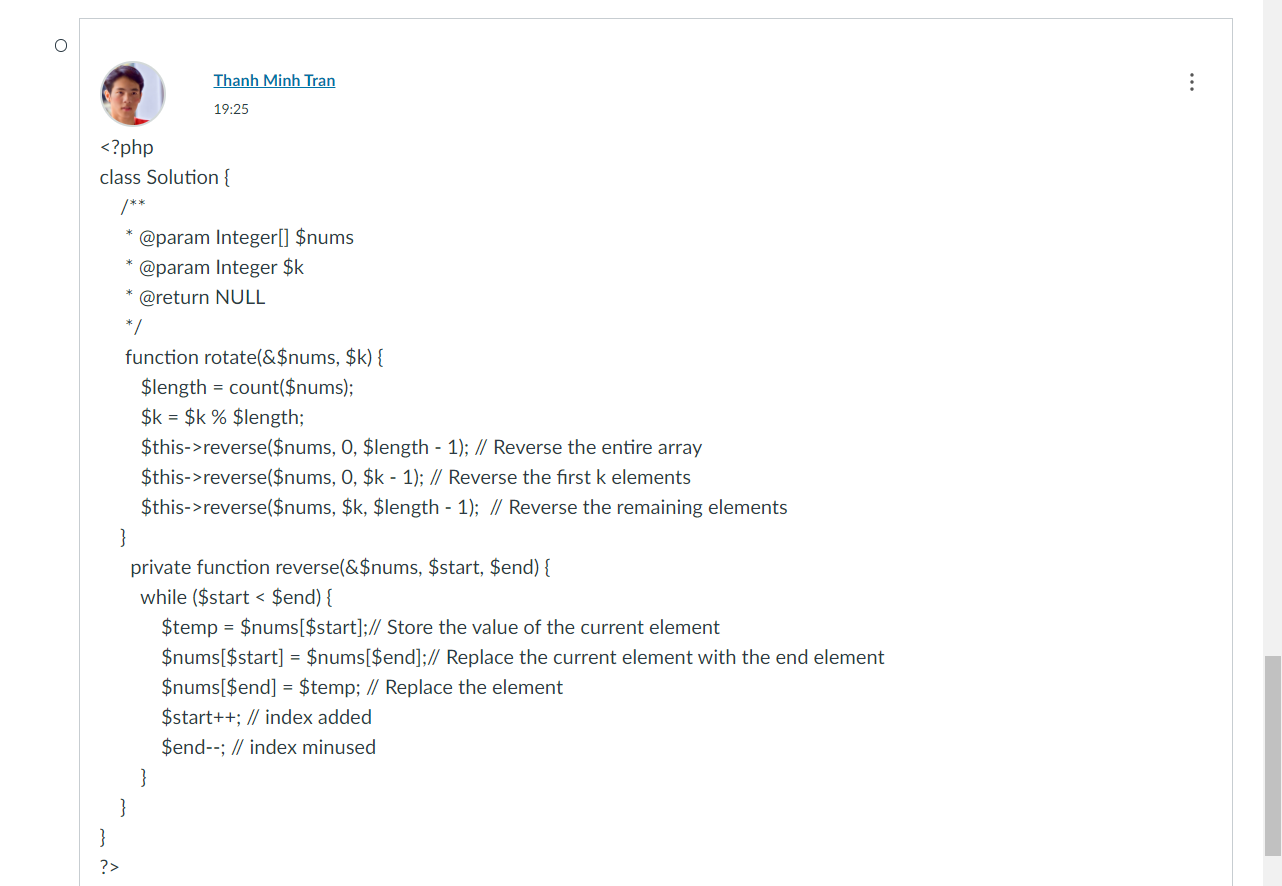 Thanh Minh Tran
19:25
<?php
class Solution {
/**
* @param Integer[] $nums
* @param Integer $k
* @return NULL
*/
function rotate(&$nums, $k) {
$length = count($nums);
$k = $k % $length;
$this->reverse($nums, 0, $length - 1); // Reverse the entire array
$this->reverse($nums, 0, $k - 1); // Reverse the first k elements
$this->reverse($nums, $k, $length - 1);  // Reverse the remaining elements
}
private function reverse(&$nums, $start, $end) {
while ($start < $end) {
$temp = $nums[$start];// Store the value of the current element
$nums[$start] = $nums[$end];// Replace the current element with the end element
$nums[$end] = $temp; // Replace the element
$start++; // index added
$end--; // index minused
}
}
}
?>